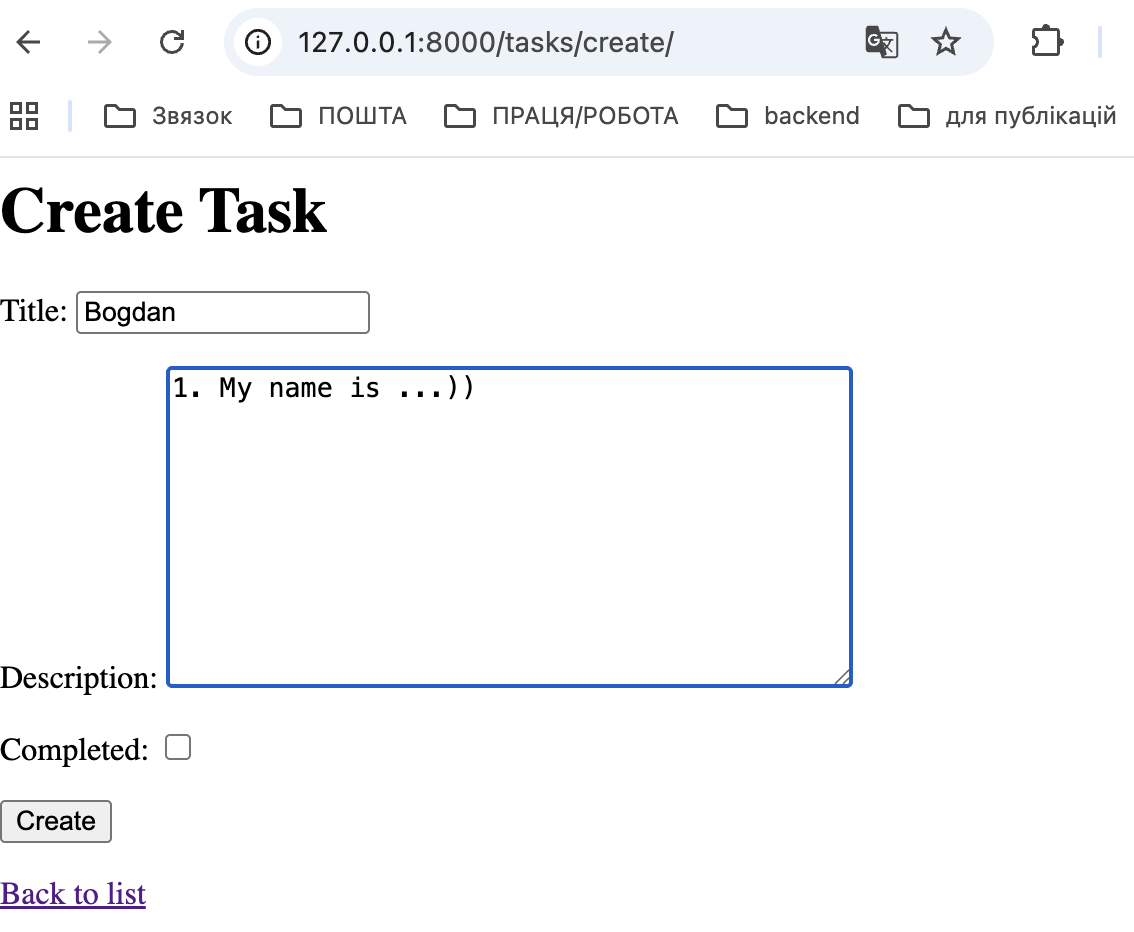 127.0.0.1:8000/tasks/create/
Звязок ПОШТА ПРАЦЯ/РОБОТА backend для публікацій
Create Task
Title: Bogdan
1. My name is ...))
Description:
Completed:
Create
Back to list